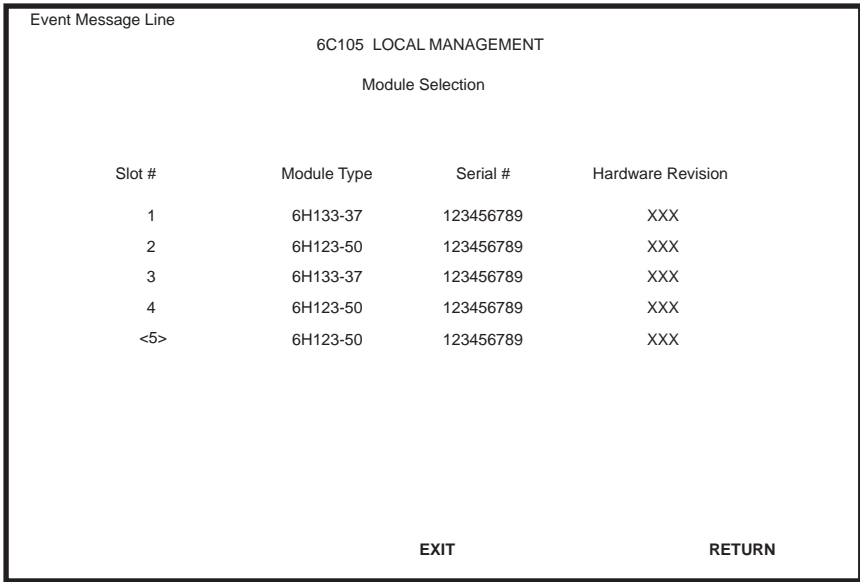 Event Message Line
6C105 LOCAL MANAGEMENT
Module Selection
Slot # Module Type Serial # Hardware Revision
1 6H133-37 123456789 XXX
2 6H123-50 123456789 XXX
3 6H133-37 123456789 XXX
4 6H123-50 123456789 XXX
<5> 6H123-50 123456789 XXX
EXIT RETURN